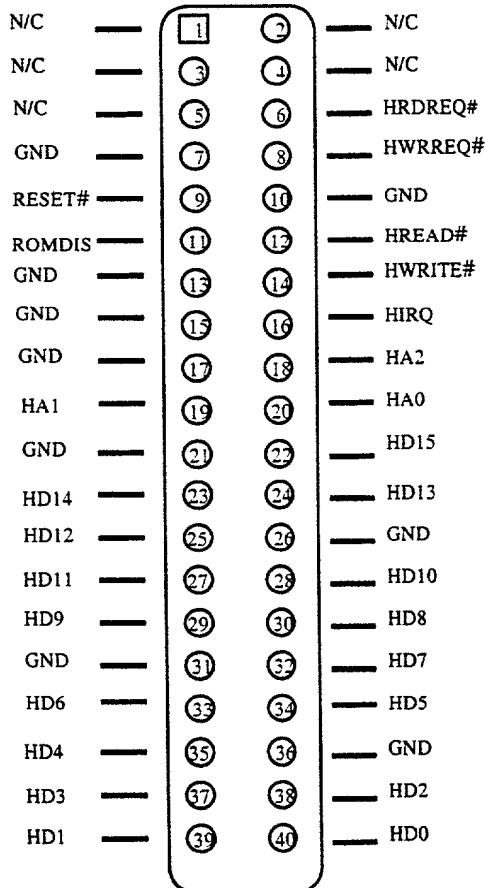 N/C 1 2 N/C
N/C 3 4 N/C
N/C 5 6 HRDREQ#
GND 7 8 HWRREQ#
RESET# 9 10 GND
ROMDIS 11 12 HREAD#
GND 13 14 HWRITE#
GND 15 16 HIRQ
GND 17 18 HA2
HA1 19 20 HA0
GND 21 22 HD15
HD14 23 24 HD13
HD12 25 26 GND
HD11 27 28 HD10
HD9 29 30 HD8
GND 31 32 HD7
HD6 33 34 HD5
HD4 35 36 GND
HD3 37 38 HD2
HD1 39 40 HD0